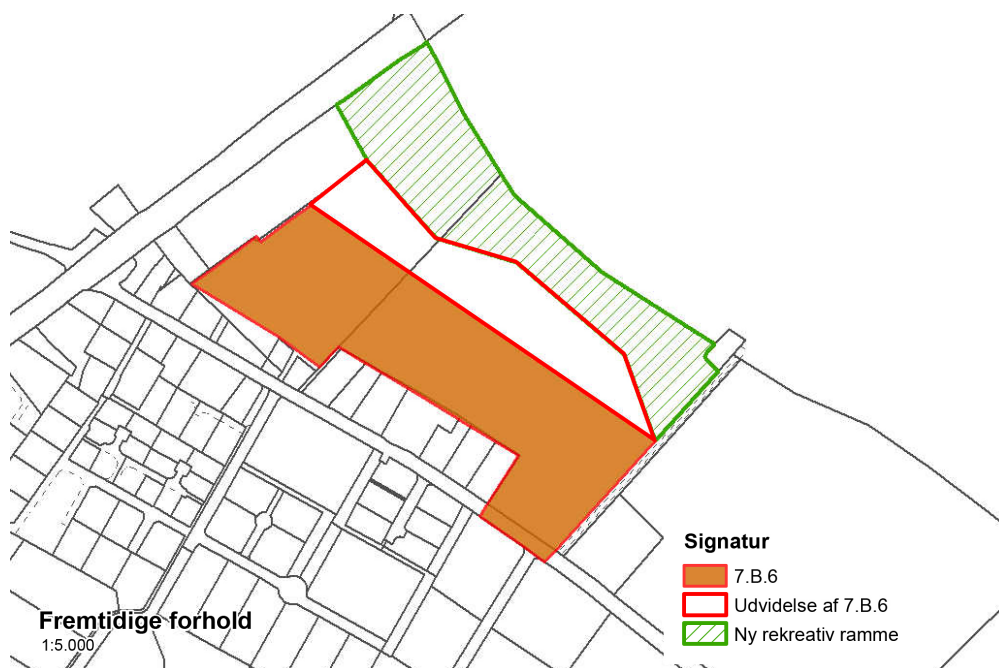 Fremtidige forhold
1:5.000
Signatur
7.B.6
Udvidelse af 7.B.6
Ny rekreativ ramme